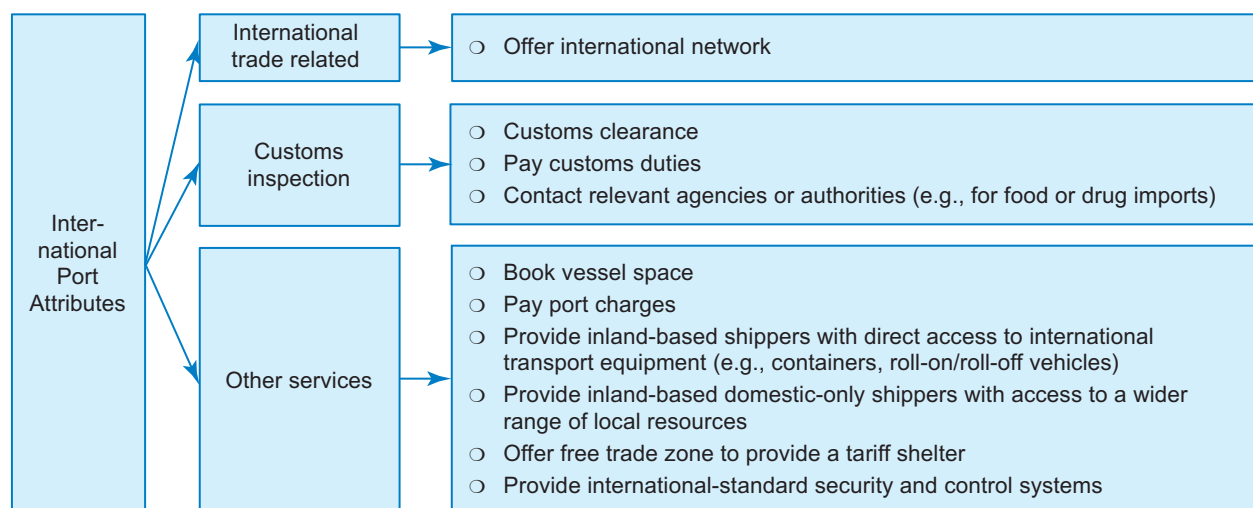 Inter-
national
Port
Attributes
International
trade related
❍ Offer international network
Customs
inspection
❍ Customs clearance
❍ Pay customs duties
❍ Contact relevant agencies or authorities (e.g., for food or drug imports)
Other services
❍ Book vessel space
❍ Pay port charges
❍ Provide inland-based shippers with direct access to international
transport equipment (e.g., containers, roll-on/roll-off vehicles)
❍ Provide inland-based domestic-only shippers with access to a wider
range of local resources
❍ Offer free trade zone to provide a tariff shelter
❍ Provide international-standard security and control systems